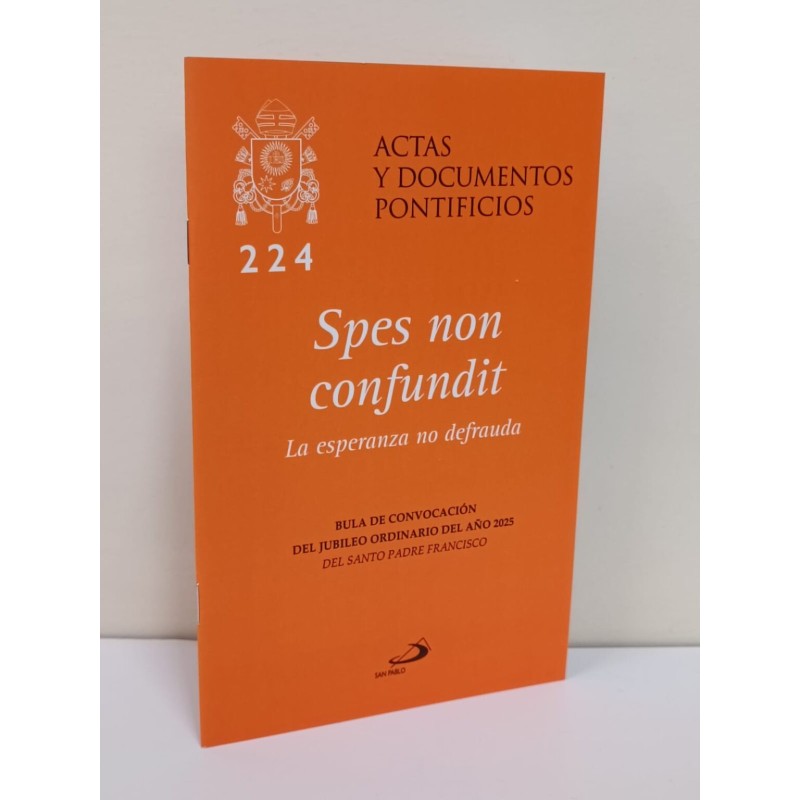 ACTAS
Y DOCUMENTOS
PONTIFICIOS
224
Spes non
confundit
La esperanza no defrauda
BULA DE CONVOCACIÓN
DEL JUBILEO ORDINARIO DEL AÑO 2025
DEL SANTO PADRE FRANCISCO
SAN PABLO